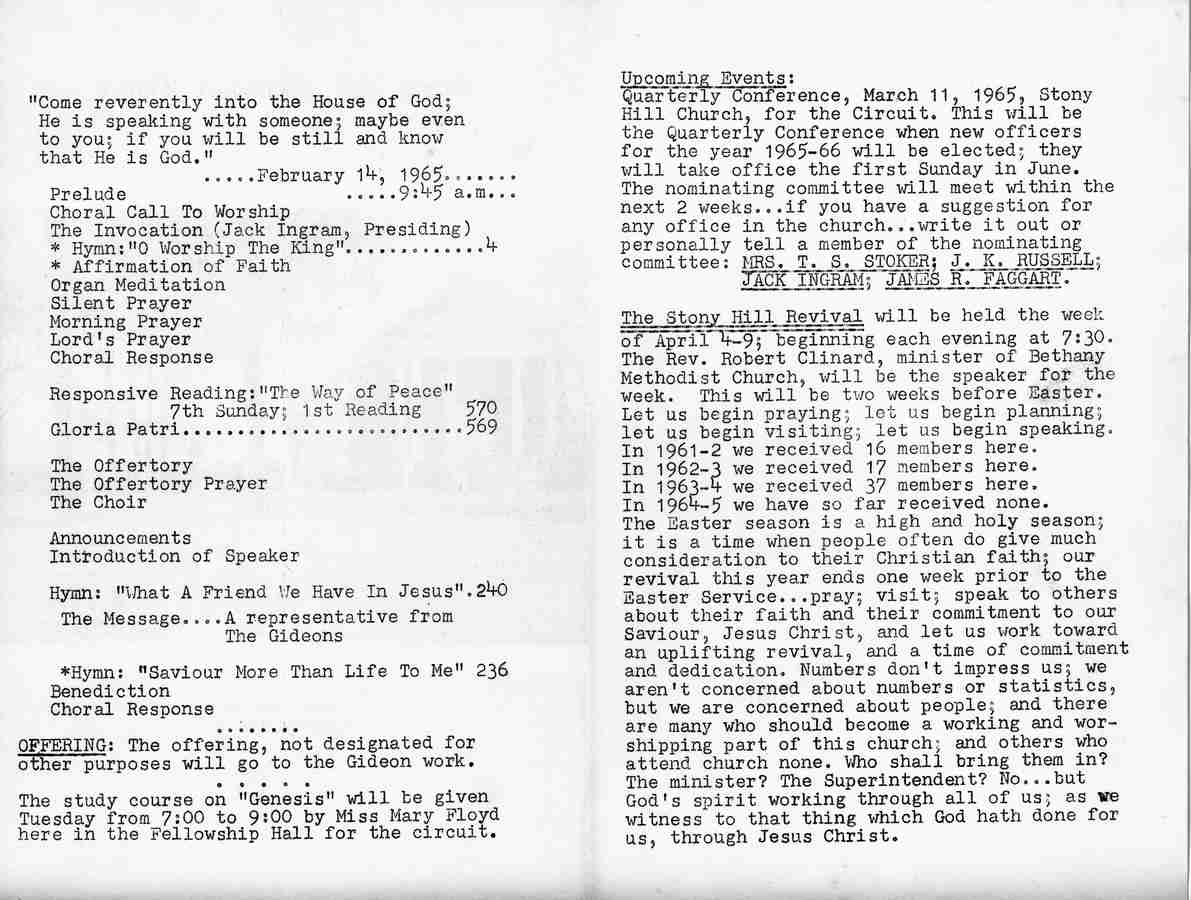 "Come reverently into the House of God;
He is speaking with someone; maybe even
to you; if you will be still and know
that He is God."
.....February 14, 1965.......
Prelude .....9:45 a.m...
Choral Call To Worship
The Invocation (Jack Ingram, Presiding)
* Hymn:"O Worship The King".............4
* Affirmation of Faith
Organ Meditation
Silent Prayer
Morning Prayer
Lord's Prayer
Choral Response
Responsive Reading:"The Way of Peace"
7th Sunday; 1st Reading 570
Gloria Patri..........................569
The Offertory
The Offertory Prayer
The Choir
Announcements
Introduction of Speaker
Hymn: "What A Friend We Have In Jesus".240
The Message....A representative from
The Gideons
*Hymn: "Saviour More Than Life To Me" 236
Benediction
Choral Response
........
OFFERING: The offering, not designated for
other purposes will go to the Gideon work.
. . . . .
The study course on "Genesis" will be given
Tuesday from 7:00 to 9:00 by Miss Mary Floyd
here in the Fellowship Hall for the circuit.
Upcoming Events:
Quarterly Conference, March 11, 1965, Stony
Hill Church, for the Circuit. This will be
the Quarterly Conference when new officers
for the year 1965-66 will be elected; they
will take office the first Sunday in June.
The nominating committee will meet within the
next 2 weeks...if you have a suggestion for
any office in the church...write it out or
personally tell a member of the nominating
committee: MRS. T. S. STOKER; J. K. RUSSELL;
JACK INGRAM; JAMES R. FAGGART.
The Stony Hill Revival will be held the week
of April 4-9; beginning each evening at 7:30.
The Rev. Robert Clinard, minister of Bethany
Methodist Church, will be the speaker for the
week. This will be two weeks before Easter.
Let us begin praying; let us begin planning;
let us begin visiting; let us begin speaking.
In 1961-2 we received 16 members here.
In 1962-3 we received 17 members here.
In 1963-4 we received 37 members here.
In 1964-5 we have so far received none.
The Easter season is a high and holy season;
it is a time when people often do give much
consideration to their Christian faith; our
revival this year ends one week prior to the
Easter Service...pray; visit; speak to others
about their faith and their commitment to our
Saviour, Jesus Christ, and let us work toward
an uplifting revival, and a time of commitment
and dedication. Numbers don't impress us; we
aren't concerned about numbers or statistics,
but we are concerned about people; and there
are many who should become a working and wor-
shipping part of this church; and others who
attend church none. Who shall bring them in?
The minister? The Superintendent? No...but
God's spirit working through all of us; as we
witness to that thing which God hath done for
us, through Jesus Christ.